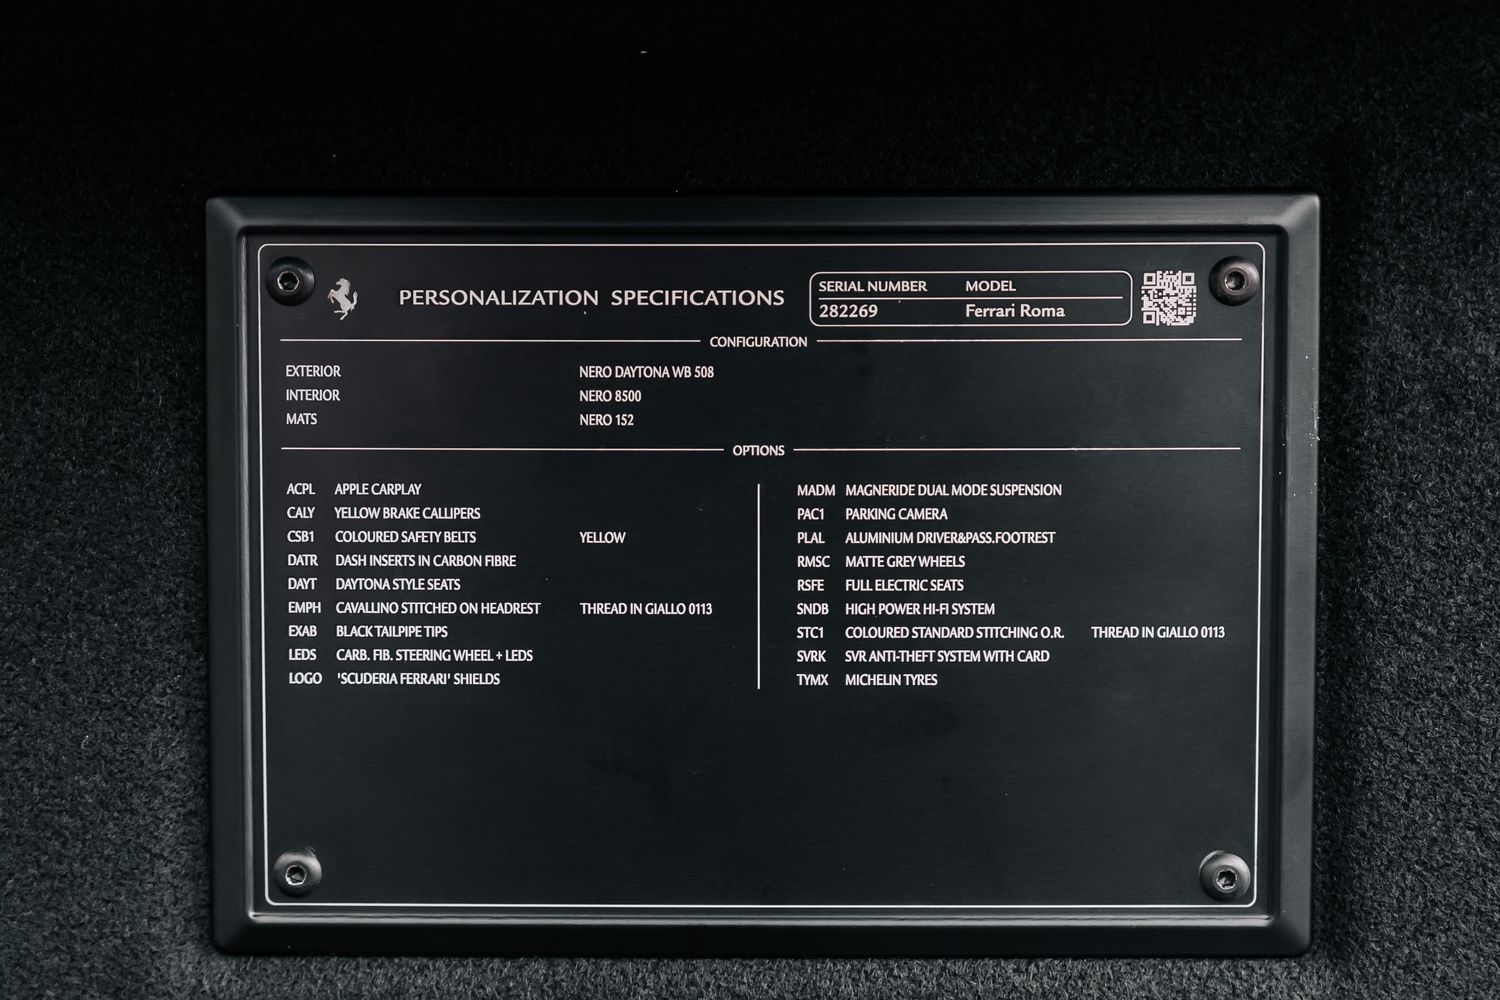 PERSONALIZATION SPECIFICATIONS
SERIAL NUMBER MODEL
282269 Ferrari Roma
CONFIGURATION
EXTERIOR NERO DAYTONA WB 508
INTERIOR NERO 8500
MATS NERO 152
OPTIONS
ACPL APPLE CARPLAY
CALY YELLOW BRAKE CALLIPERS
CSB1 COLOURED SAFETY BELTS YELLOW
DATR DASH INSERTS IN CARBON FIBRE
DAYT DAYTONA STYLE SEATS
EMPH CAVALLINO STITCHED ON HEADREST THREAD IN GIALLO 0113
EXAB BLACK TAILPIPE TIPS
LEDS CARB. FIB. STEERING WHEEL + LEDS
LOGO 'SCUDERIA FERRARI' SHIELDS
MADM MAGNERIDE DUAL MODE SUSPENSION
PAC1 PARKING CAMERA
PLAL ALUMINIUM DRIVER&PASS.FOOTREST
RMSC MATTE GREY WHEELS
RSFE FULL ELECTRIC SEATS
SNDB HIGH POWER HI-FI SYSTEM
STC1 COLOURED STANDARD STITCHING O.R. THREAD IN GIALLO 0113
SVRK SVR ANTI-THEFT SYSTEM WITH CARD
TYMX MICHELIN TYRES